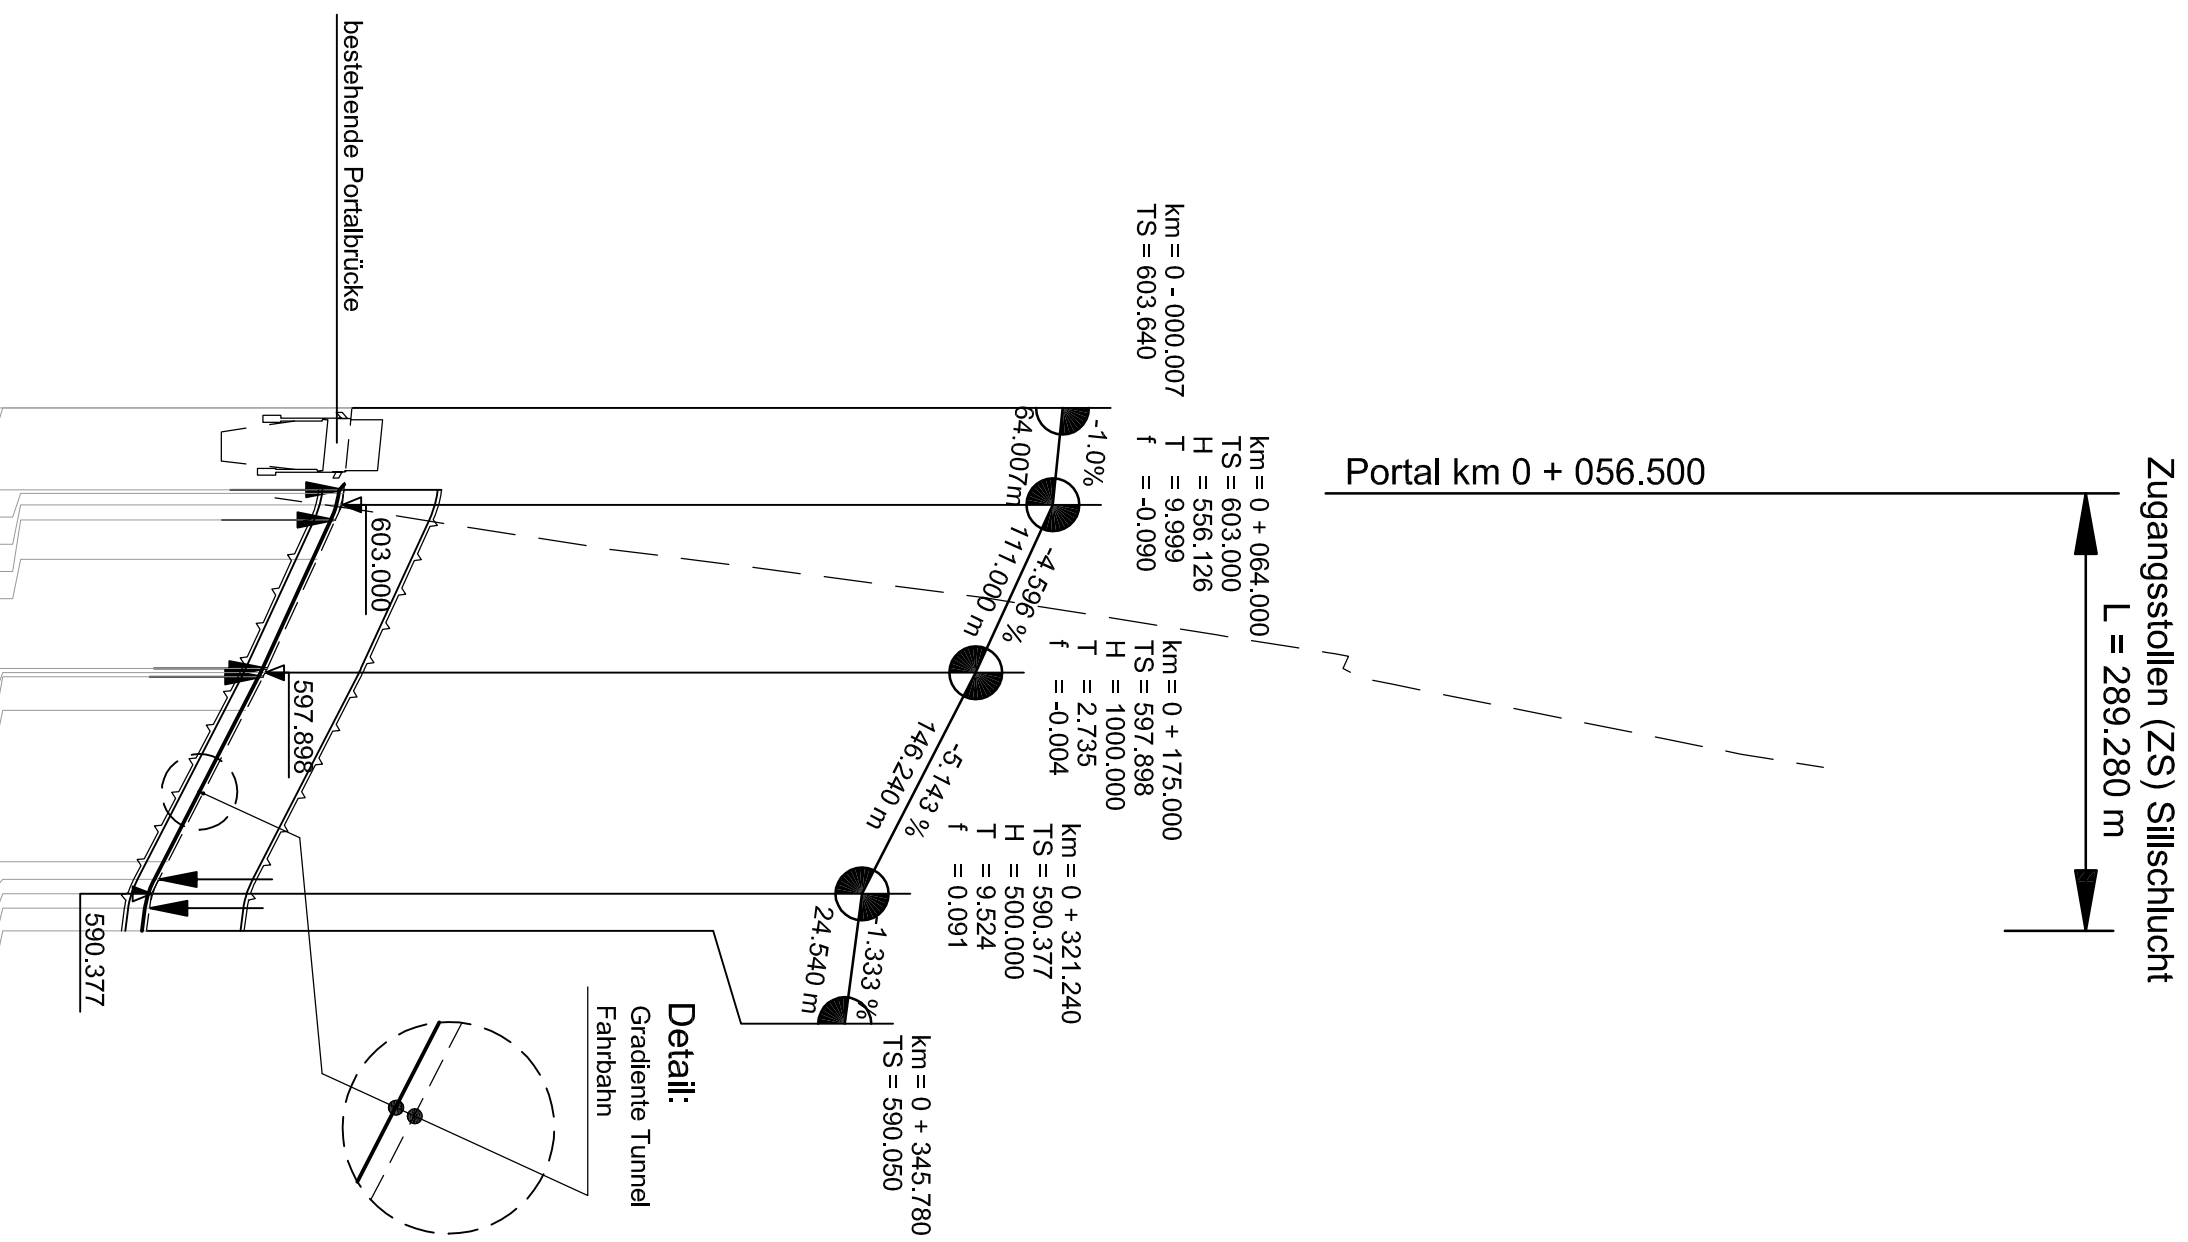 Zugangsstollen (ZS) Sillschlucht
L = 289.280 m
Portal km 0 + 056.500
km = 0 - 000.007
TS = 603.640
km = 0 + 064.000
TS = 603.000
H = 556.126
T = 9.999
f = -0.090
km = 0 + 175.000
TS = 597.898
H = 1000.000
T = 2.735
f = -0.004
km = 0 + 321.240
TS = 590.377
H = 500.000
T = 9.524
f = 0.091
km = 0 + 345.780
TS = 590.050
-1.0%
64.007m
-4.596 %
111.000 m
-5.143 %
146.240 m
-1.333 %
24.540 m
bestehende Portalbrücke
603.000
597.898
590.377
Detail:
Gradiente Tunnel
Fahrbahn